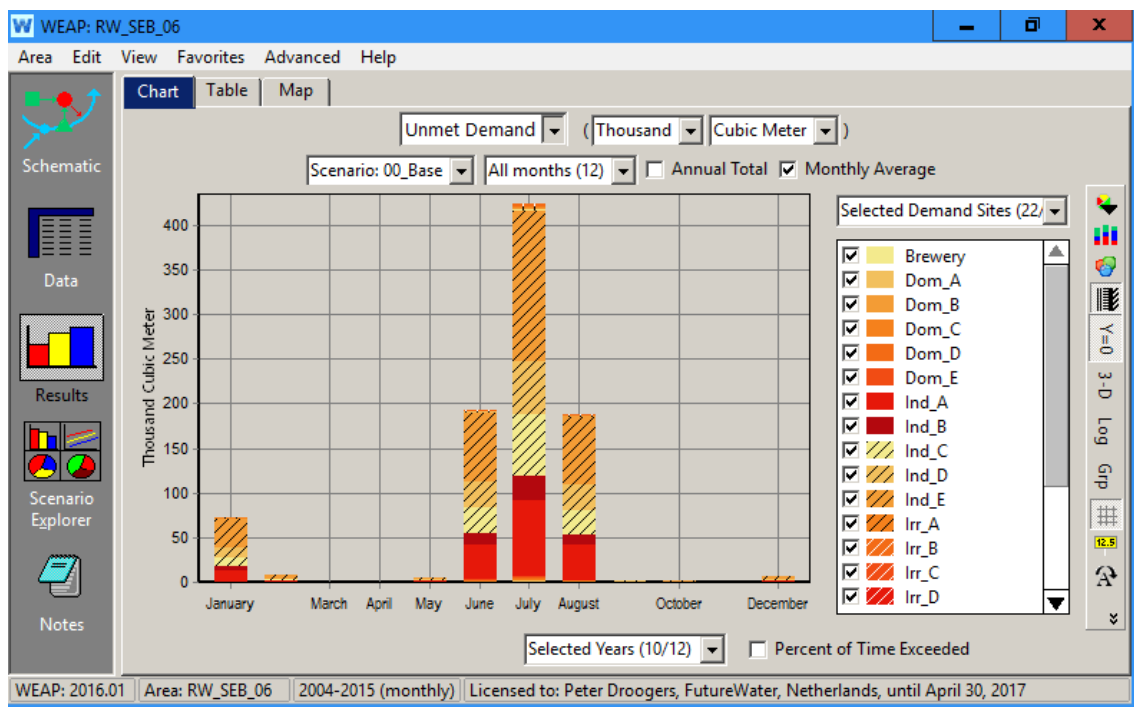 WEAP: RW_SEB_06
Area Edit View Favorites Advanced Help
Chart Table Map
Unmet Demand ( Thousand Cubic Meter )
Scenario: 00_Base All months (12) Annual Total Monthly Average
Schematic
Data
Results
Scenario
Explorer
Notes
Thousand Cubic Meter
400
350
300
250
200
150
100
50
0
January March April May June July August October December
Selected Demand Sites (22/
Brewery
Dom_A
Dom_B
Dom_C
Dom_D
Dom_E
Ind_A
Ind_B
Ind_C
Ind_D
Ind_E
Irr_A
Irr_B
Irr_C
Irr_D
Y=0
3-D
Log
Grp
12.5
A
Selected Years (10/12) Percent of Time Exceeded
WEAP: 2016.01 Area: RW_SEB_06 2004-2015 (monthly) Licensed to: Peter Droogers, FutureWater, Netherlands, until April 30, 2017